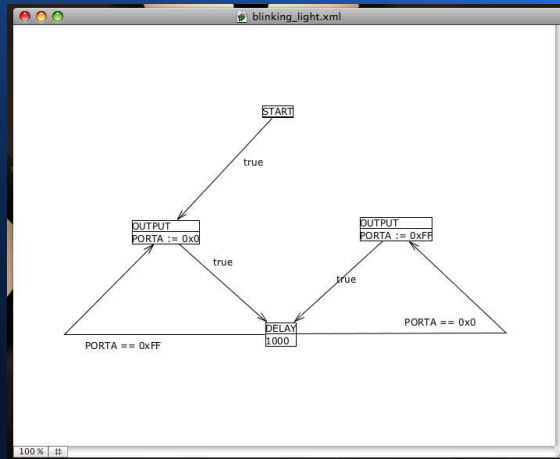 blinking_light.xml
START
true
OUTPUT
PORTA := 0x0
OUTPUT
PORTA := 0xFF
true
true
DELAY
1000
PORTA == 0x0
PORTA == 0xFF
100 %